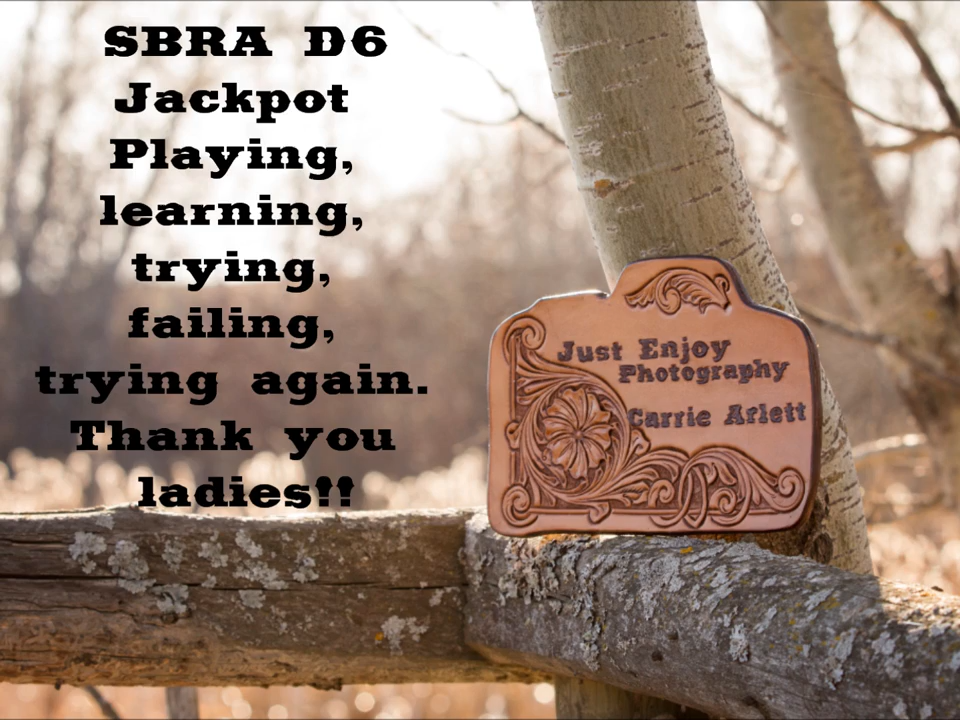 SBRA D6
Jackpot
Playing,
learning,
trying,
failing,
trying again.
Thank you
ladies!!
Just Enjoy
Photography
Carrie Arlett